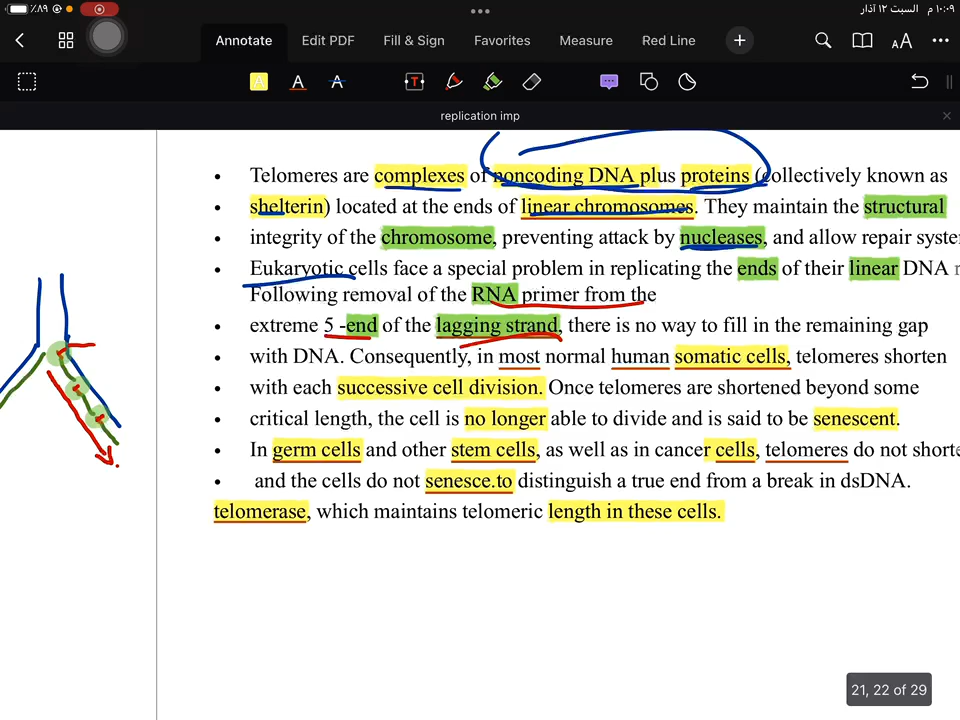 ٪٨٩
١٠:٠٩ م السبت ١٢ آذار
Annotate Edit PDF Fill & Sign Favorites Measure Red Line
replication imp
• Telomeres are complexes of noncoding DNA plus proteins (collectively known as
• shelterin) located at the ends of linear chromosomes. They maintain the structural
• integrity of the chromosome, preventing attack by nucleases, and allow repair syste
• Eukaryotic cells face a special problem in replicating the ends of their linear DNA
Following removal of the RNA primer from the
• extreme 5 -end of the lagging strand, there is no way to fill in the remaining gap
• with DNA. Consequently, in most normal human somatic cells, telomeres shorten
• with each successive cell division. Once telomeres are shortened beyond some
• critical length, the cell is no longer able to divide and is said to be senescent.
• In germ cells and other stem cells, as well as in cancer cells, telomeres do not shorte
• and the cells do not senesce.to distinguish a true end from a break in dsDNA.
telomerase, which maintains telomeric length in these cells.
21, 22 of 29